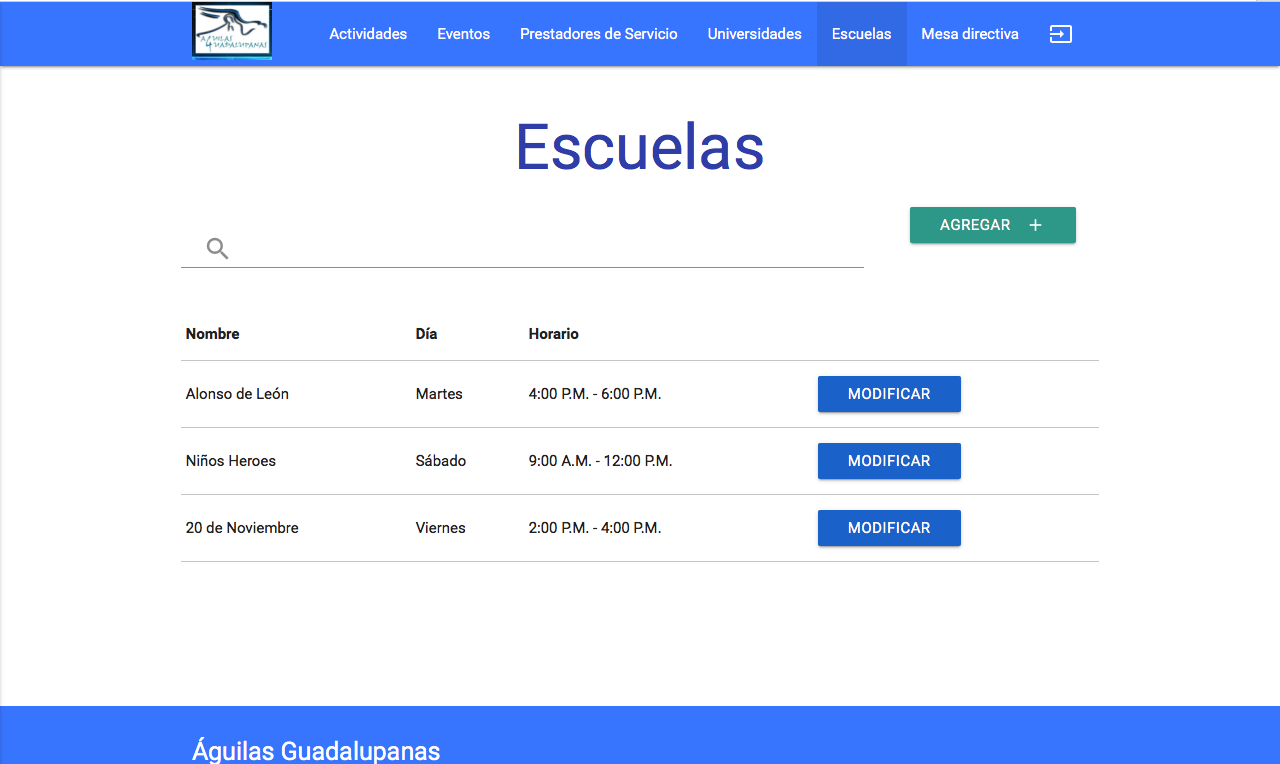 AGUILAS
GUADALUPANAS
Actividades Eventos Prestadores de Servicio Universidades Escuelas Mesa directiva
Escuelas
AGREGAR +
Nombre Día Horario
Alonso de León Martes 4:00 P.M. - 6:00 P.M. MODIFICAR
Niños Heroes Sábado 9:00 A.M. - 12:00 P.M. MODIFICAR
20 de Noviembre Viernes 2:00 P.M. - 4:00 P.M. MODIFICAR
Águilas Guadalupanas